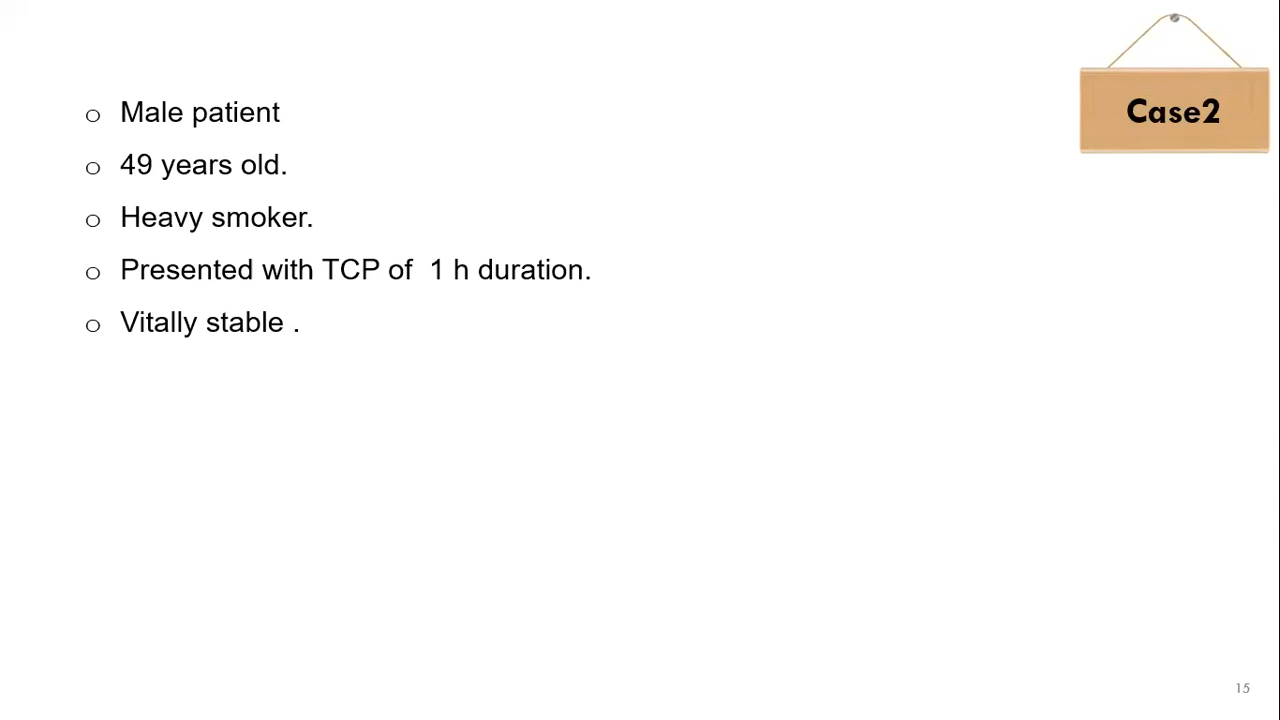 Case2
o Male patient
o 49 years old.
o Heavy smoker.
o Presented with TCP of  1 h duration.
o Vitally stable .
15